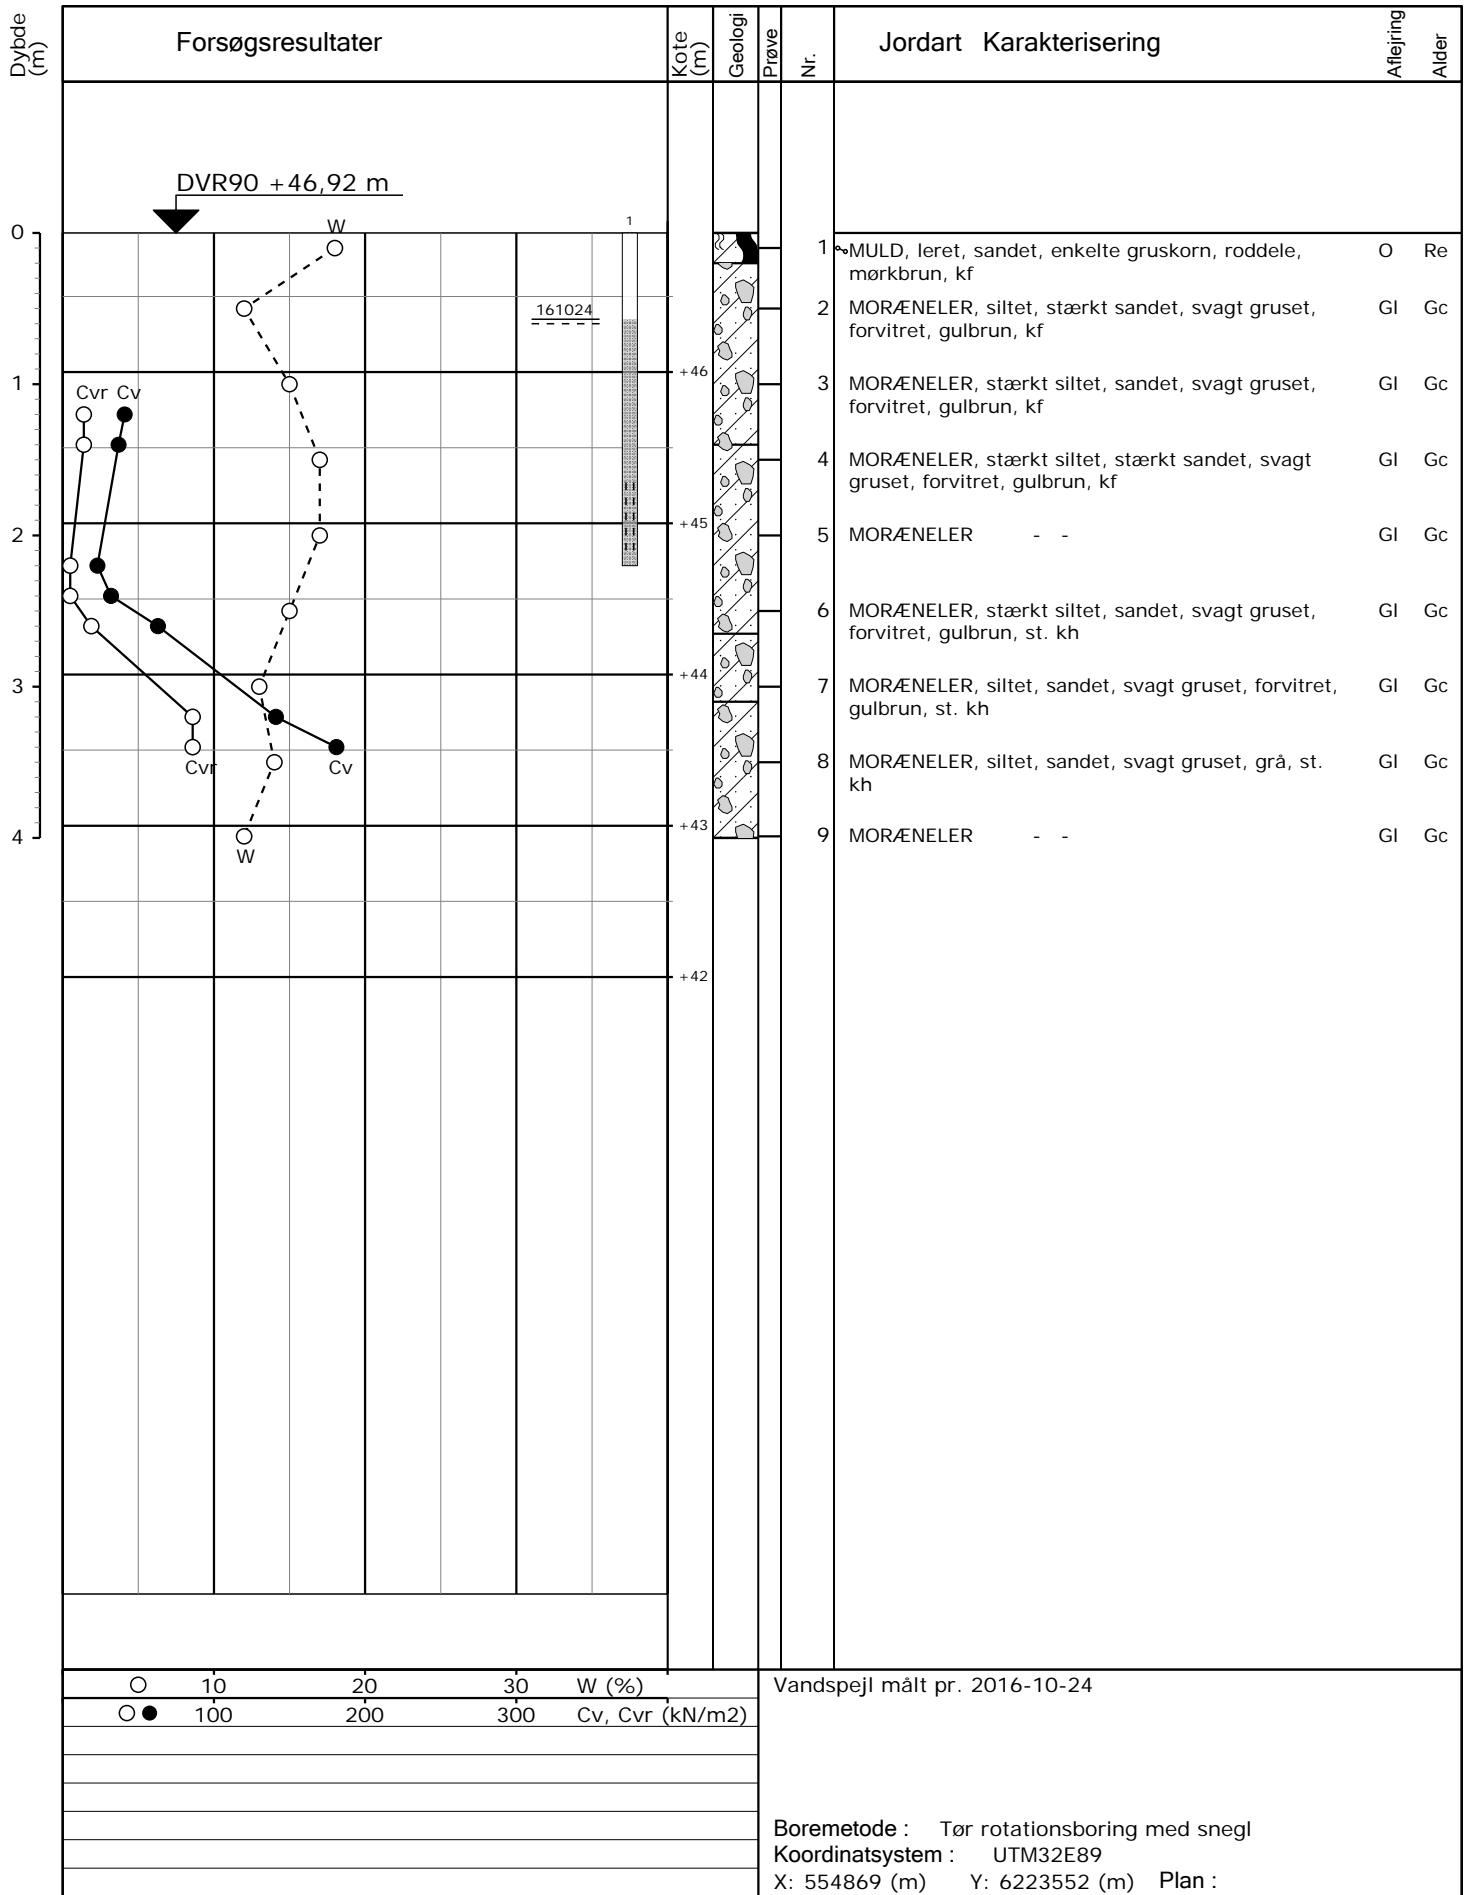 Dybde (m)
Forsøgsresultater
Kote (m)
Geologi
Prøve
Nr.
Jordart Karakterisering
Aflejring
Alder
DVR90 +46,92 m
W
1
0
1 MULD, leret, sandet, enkelte gruskorn, roddele, O Re
mørkbrun, kf
161024
2 MORÆNELER, siltet, stærkt sandet, svagt gruset, Gl Gc
forvitret, gulbrun, kf
+46
1
Cvr Cv
3 MORÆNELER, stærkt siltet, sandet, svagt gruset, Gl Gc
forvitret, gulbrun, kf
4 MORÆNELER, stærkt siltet, stærkt sandet, svagt Gl Gc
gruset, forvitret, gulbrun, kf
+45
2
5 MORÆNELER - - Gl Gc
6 MORÆNELER, stærkt siltet, sandet, svagt gruset, Gl Gc
forvitret, gulbrun, st. kh
+44
3
7 MORÆNELER, siltet, sandet, svagt gruset, forvitret, Gl Gc
gulbrun, st. kh
Cvr Cv
8 MORÆNELER, siltet, sandet, svagt gruset, grå, st. Gl Gc
kh
+43
4
9 MORÆNELER - - Gl Gc
W
+42
10 20 30 W (%)
100 200 300 Cv, Cvr (kN/m2)
Vandspejl målt pr. 2016-10-24
Boremetode : Tør rotationsboring med snegl
Koordinatsystem : UTM32E89
X: 554869 (m) Y: 6223552 (m) Plan :